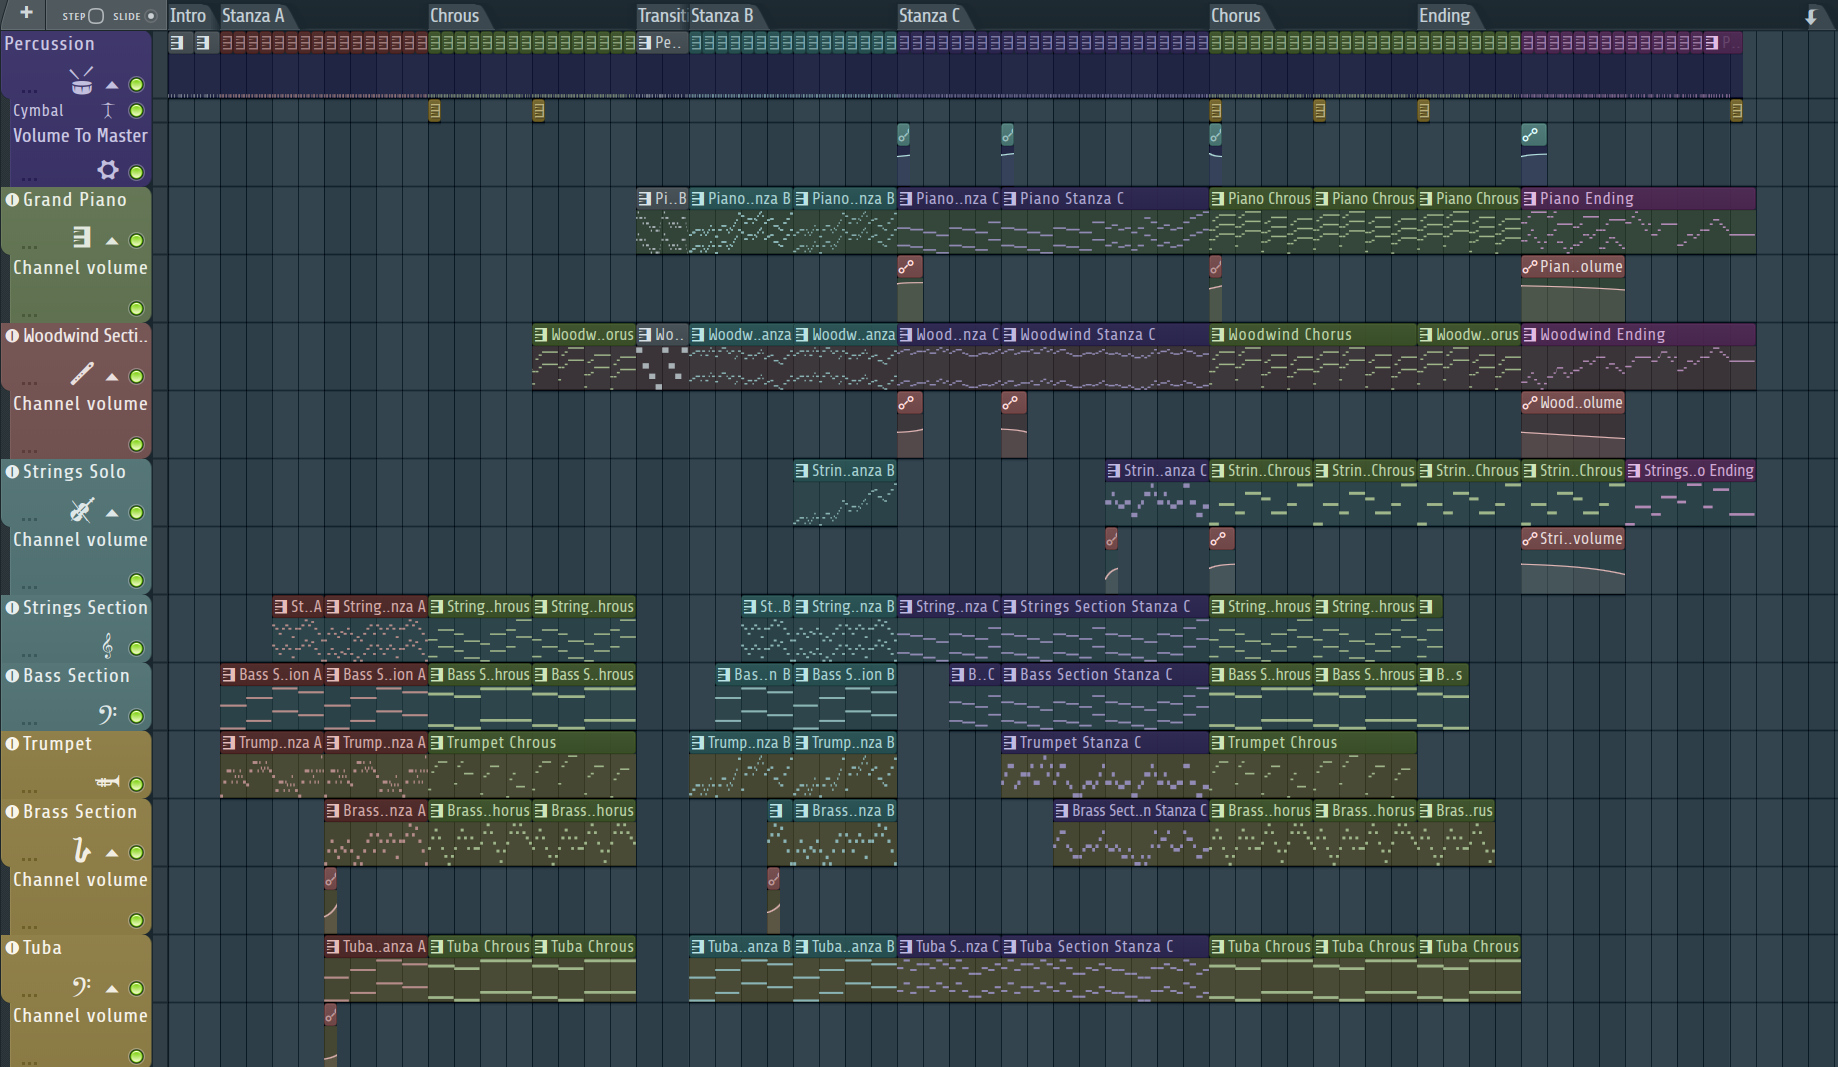 + STEP SLIDE Intro Stanza A Chrous Transiti Stanza B Stanza C Chorus Ending
Percussion Pe.. P..
Cymbal
Volume To Master
Grand Piano Pi..B Piano..nza B Piano..nza B Piano..nza C Piano Stanza C Piano Chrous Piano Chrous Piano Chrous Piano Ending
Channel volume Pian..olume
Woodwind Secti.. Woodw..orus Wo.. Woodw..anza Woodw..anza Wood..nza C Woodwind Stanza C Woodwind Chorus Woodw..orus Woodwind Ending
Channel volume Wood..olume
Strings Solo Strin..anza B Strin..anza C Strin..Chrous Strin..Chrous Strin..Chrous Strin..Chrous Strings..o Ending
Channel volume Stri..volume
Strings Section St..A String..nza A String..hrous String..hrous St..B String..nza B String..nza C Strings Section Stanza C String..hrous String..hrous
Bass Section Bass S..ion A Bass S..ion A Bass S..hrous Bass S..hrous Bas..n B Bass S..ion B B..C Bass Section Stanza C Bass S..hrous Bass S..hrous B..s
Trumpet Trump..nza A Trump..nza A Trumpet Chrous Trump..nza B Trump..nza B Trumpet Stanza C Trumpet Chrous
Brass Section Brass..nza A Brass..horus Brass..horus Brass..nza B Brass Sect..n Stanza C Brass..horus Brass..horus Bras..rus
Channel volume
Tuba Tuba..anza A Tuba Chrous Tuba Chrous Tuba..anza B Tuba..anza B Tuba S..nza C Tuba Section Stanza C Tuba Chrous Tuba Chrous Tuba Chrous
Channel volume